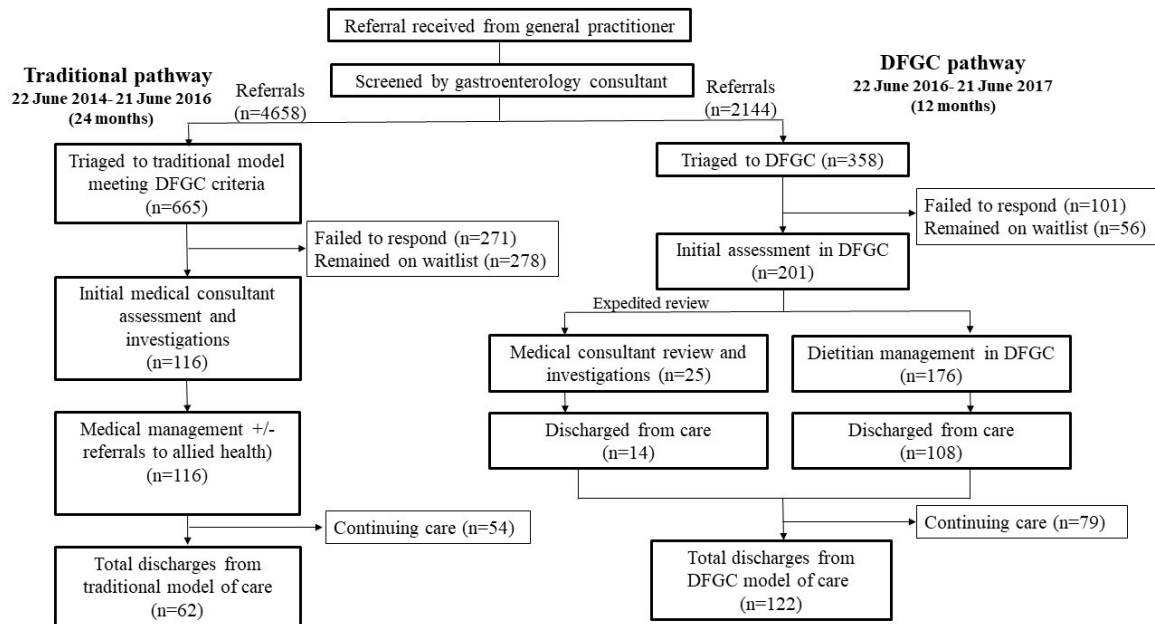 Referral received from general practitioner
Screened by gastroenterology consultant
Traditional pathway
22 June 2014- 21 June 2016
(24 months)
Referrals
(n=4658)
Referrals
(n=2144)
DFGC pathway
22 June 2016- 21 June 2017
(12 months)
Triaged to traditional model
meeting DFGC criteria
(n=665)
Failed to respond (n=271)
Remained on waitlist (n=278)
Initial medical consultant
assessment and
investigations
(n=116)
Medical management +/-
referrals to allied health)
(n=116)
Continuing care (n=54)
Total discharges from
traditional model of care
(n=62)
Triaged to DFGC (n=358)
Failed to respond (n=101)
Remained on waitlist (n=56)
Initial assessment in DFGC
(n=201)
Expedited review
Medical consultant review and
investigations (n=25)
Dietitian management in DFGC
(n=176)
Discharged from care
(n=14)
Discharged from care
(n=108)
Continuing care (n=79)
Total discharges from
DFGC model of care
(n=122)